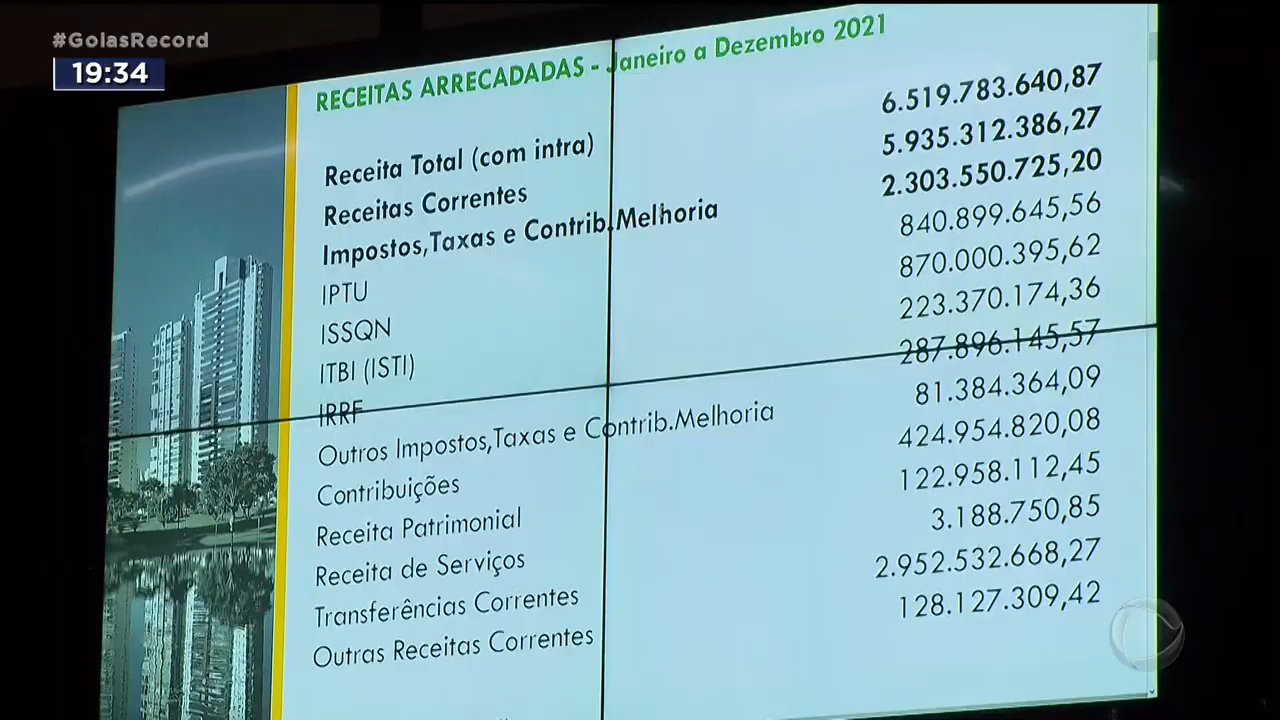 #GoiasRecord
19:34
RECEITAS ARRECADADAS - Janeiro a Dezembro 2021
Receita Total (com intra) 6.519.783.640,87
Receitas Correntes 5.935.312.386,27
Impostos,Taxas e Contrib.Melhoria 2.303.550.725,20
IPTU 840.899.645,56
ISSQN 870.000.395,62
ITBI (ISTI) 223.370.174,36
IRRF 287.896.145,57
Outros Impostos,Taxas e Contrib.Melhoria 81.384.364,09
Contribuições 424.954.820,08
Receita Patrimonial 122.958.112,45
Receita de Serviços 3.188.750,85
Transferências Correntes 2.952.532.668,27
Outras Receitas Correntes 128.127.309,42